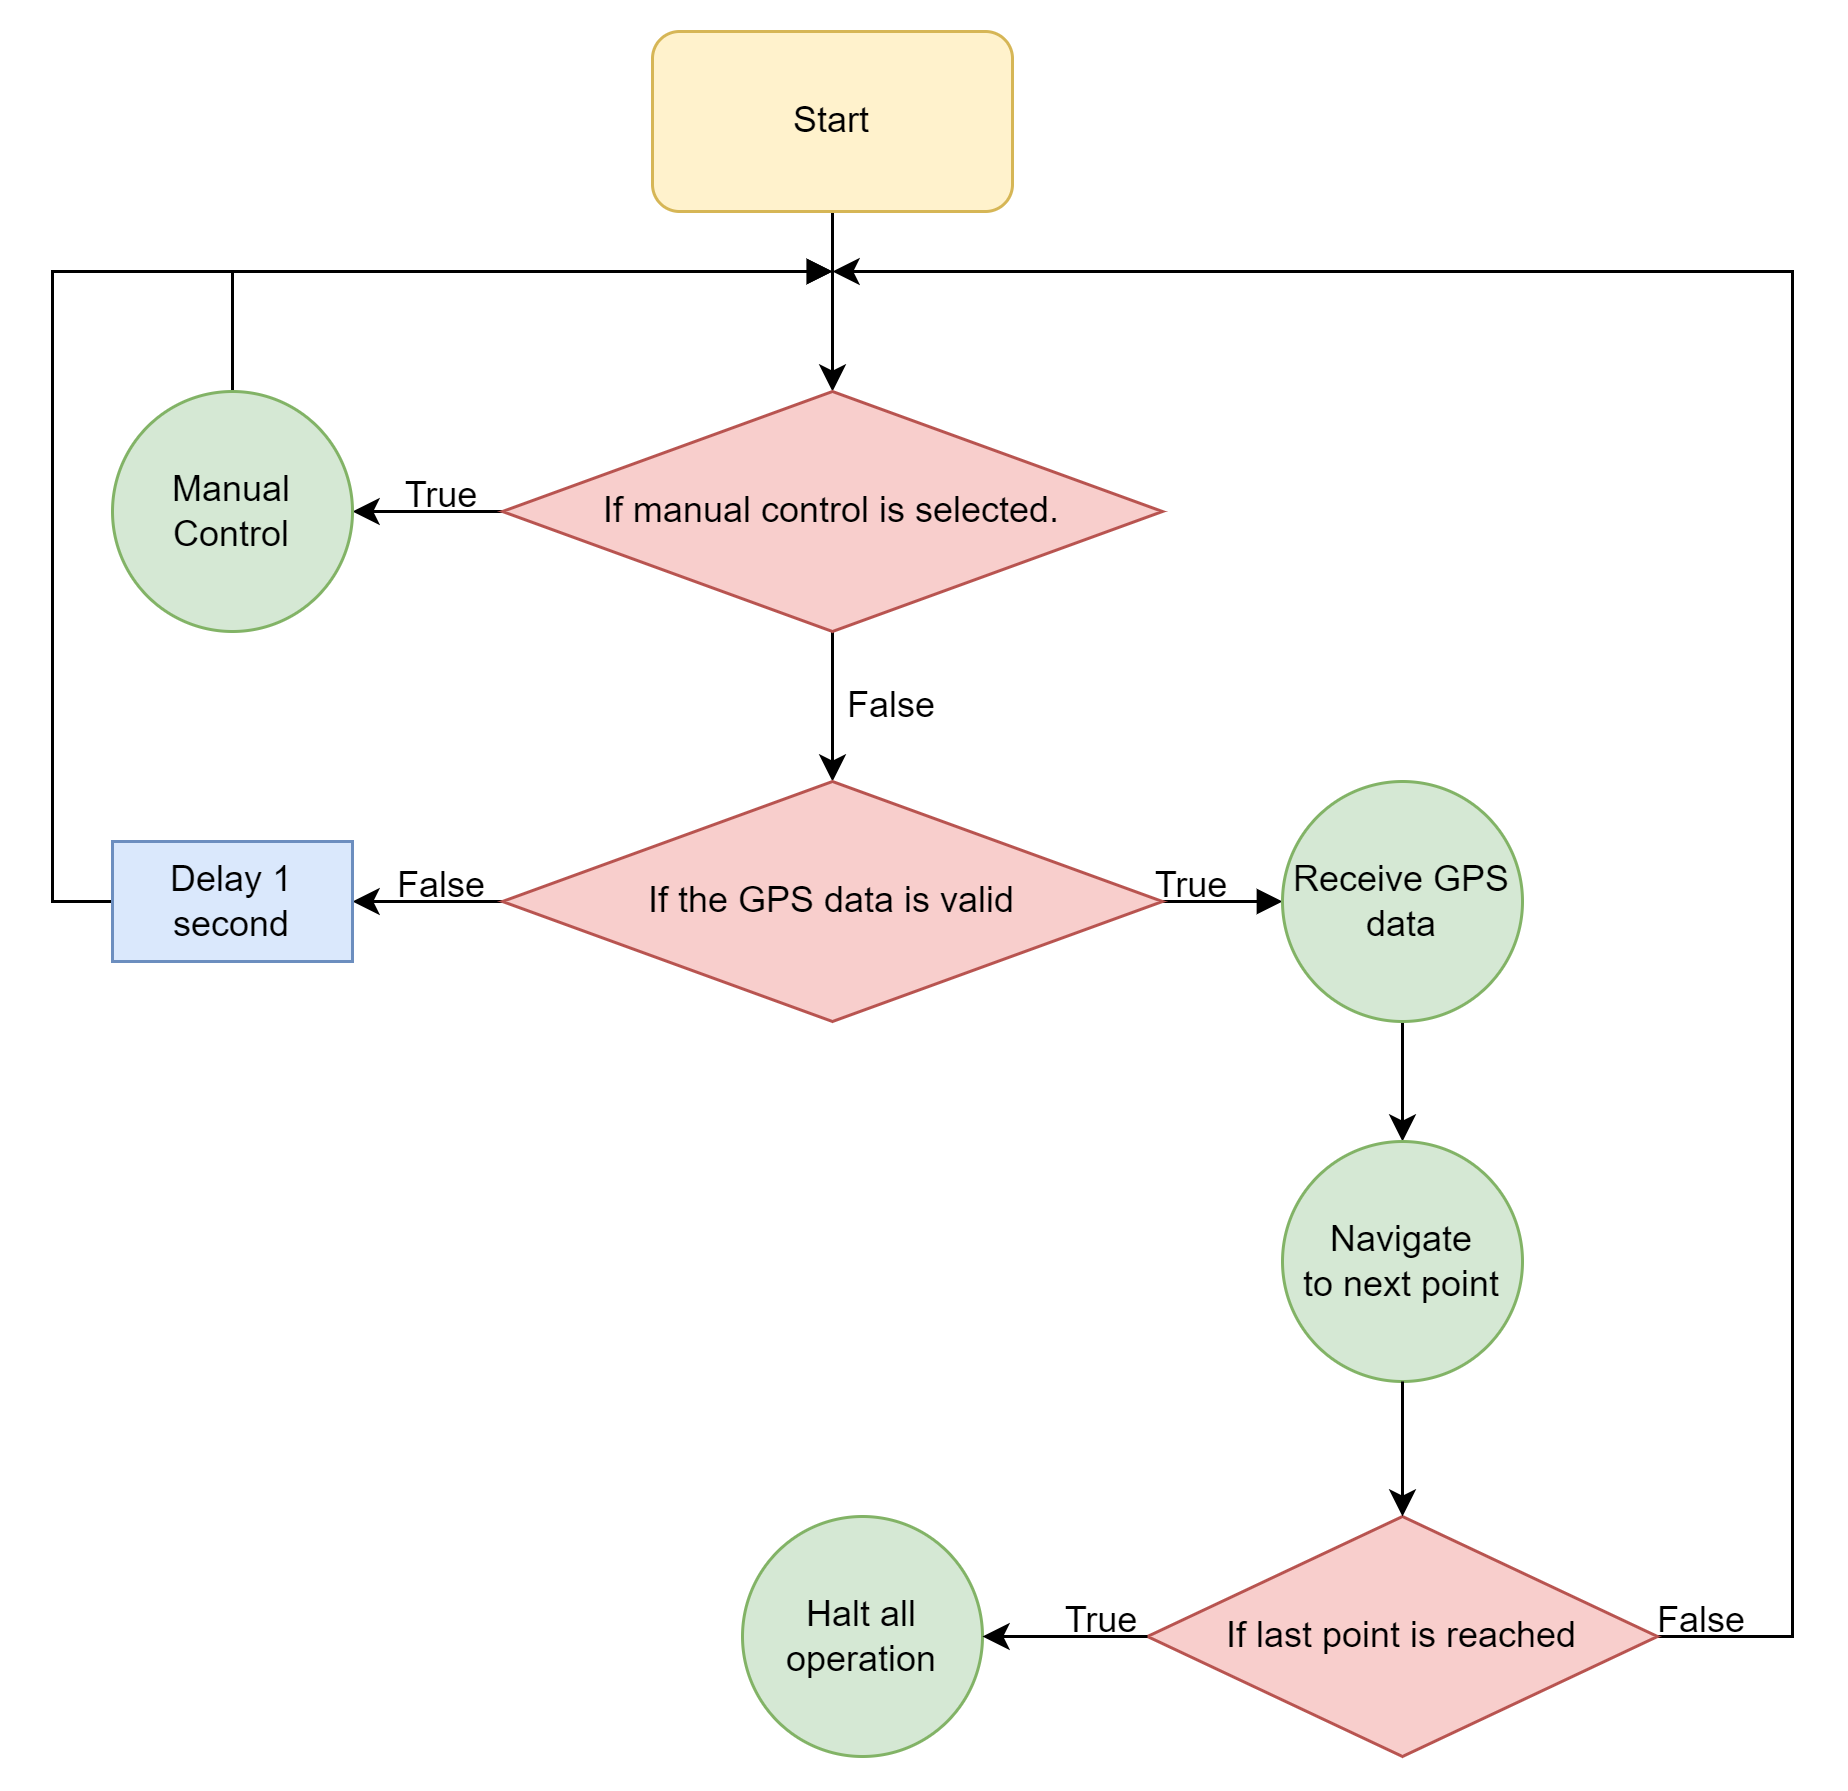 Start
True
Manual
Control
If manual control is selected.
False
Delay 1
second
False
If the GPS data is valid
True
Receive GPS
data
Navigate
to next point
Halt all
operation
True
If last point is reached
False